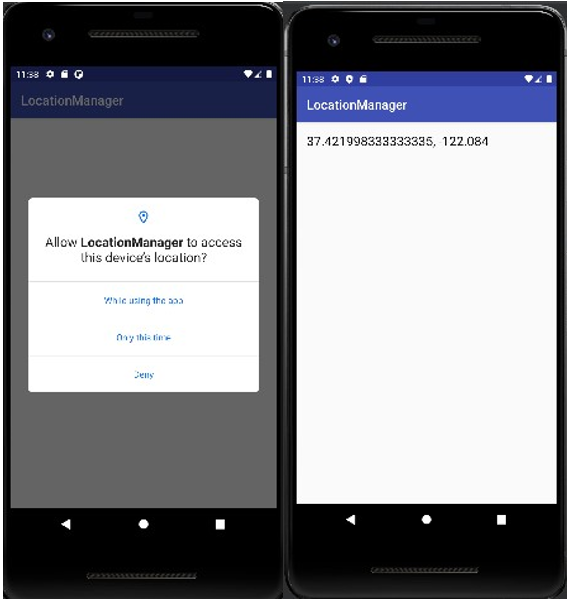 11:38
LocationManager
Allow LocationManager to access
this device's location?
While using the app
Only this time
Deny
11:38
LocationManager
37.421998333333335, 122.084